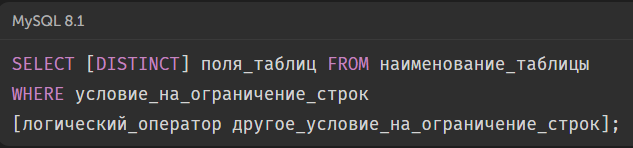 MySQL 8.1
SELECT [DISTINCT] поля_таблиц FROM наименование_таблицы
WHERE условие_на_ограничение_строк
[логический_оператор другое_условие_на_ограничение_строк];